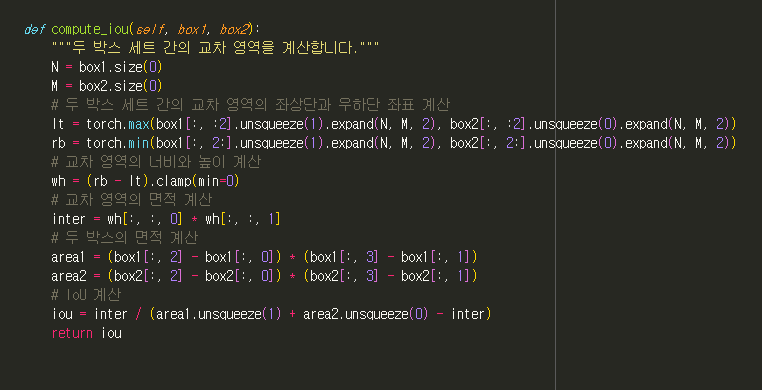 def compute_iou(self, box1, box2):
"""두 박스 세트 간의 교차 영역을 계산합니다."""
N = box1.size(0)
M = box2.size(0)
# 두 박스 세트 간의 교차 영역의 좌상단과 우하단 좌표 계산
lt = torch.max(box1[:, :2].unsqueeze(1).expand(N, M, 2), box2[:, :2].unsqueeze(0).expand(N, M, 2))
rb = torch.min(box1[:, 2:].unsqueeze(1).expand(N, M, 2), box2[:, 2:].unsqueeze(0).expand(N, M, 2))
# 교차 영역의 너비와 높이 계산
wh = (rb - lt).clamp(min=0)
# 교차 영역의 면적 계산
inter = wh[:, :, 0] * wh[:, :, 1]
# 두 박스의 면적 계산
area1 = (box1[:, 2] - box1[:, 0]) * (box1[:, 3] - box1[:, 1])
area2 = (box2[:, 2] - box2[:, 0]) * (box2[:, 3] - box2[:, 1])
# IoU 계산
iou = inter / (area1.unsqueeze(1) + area2.unsqueeze(0) - inter)
return iou